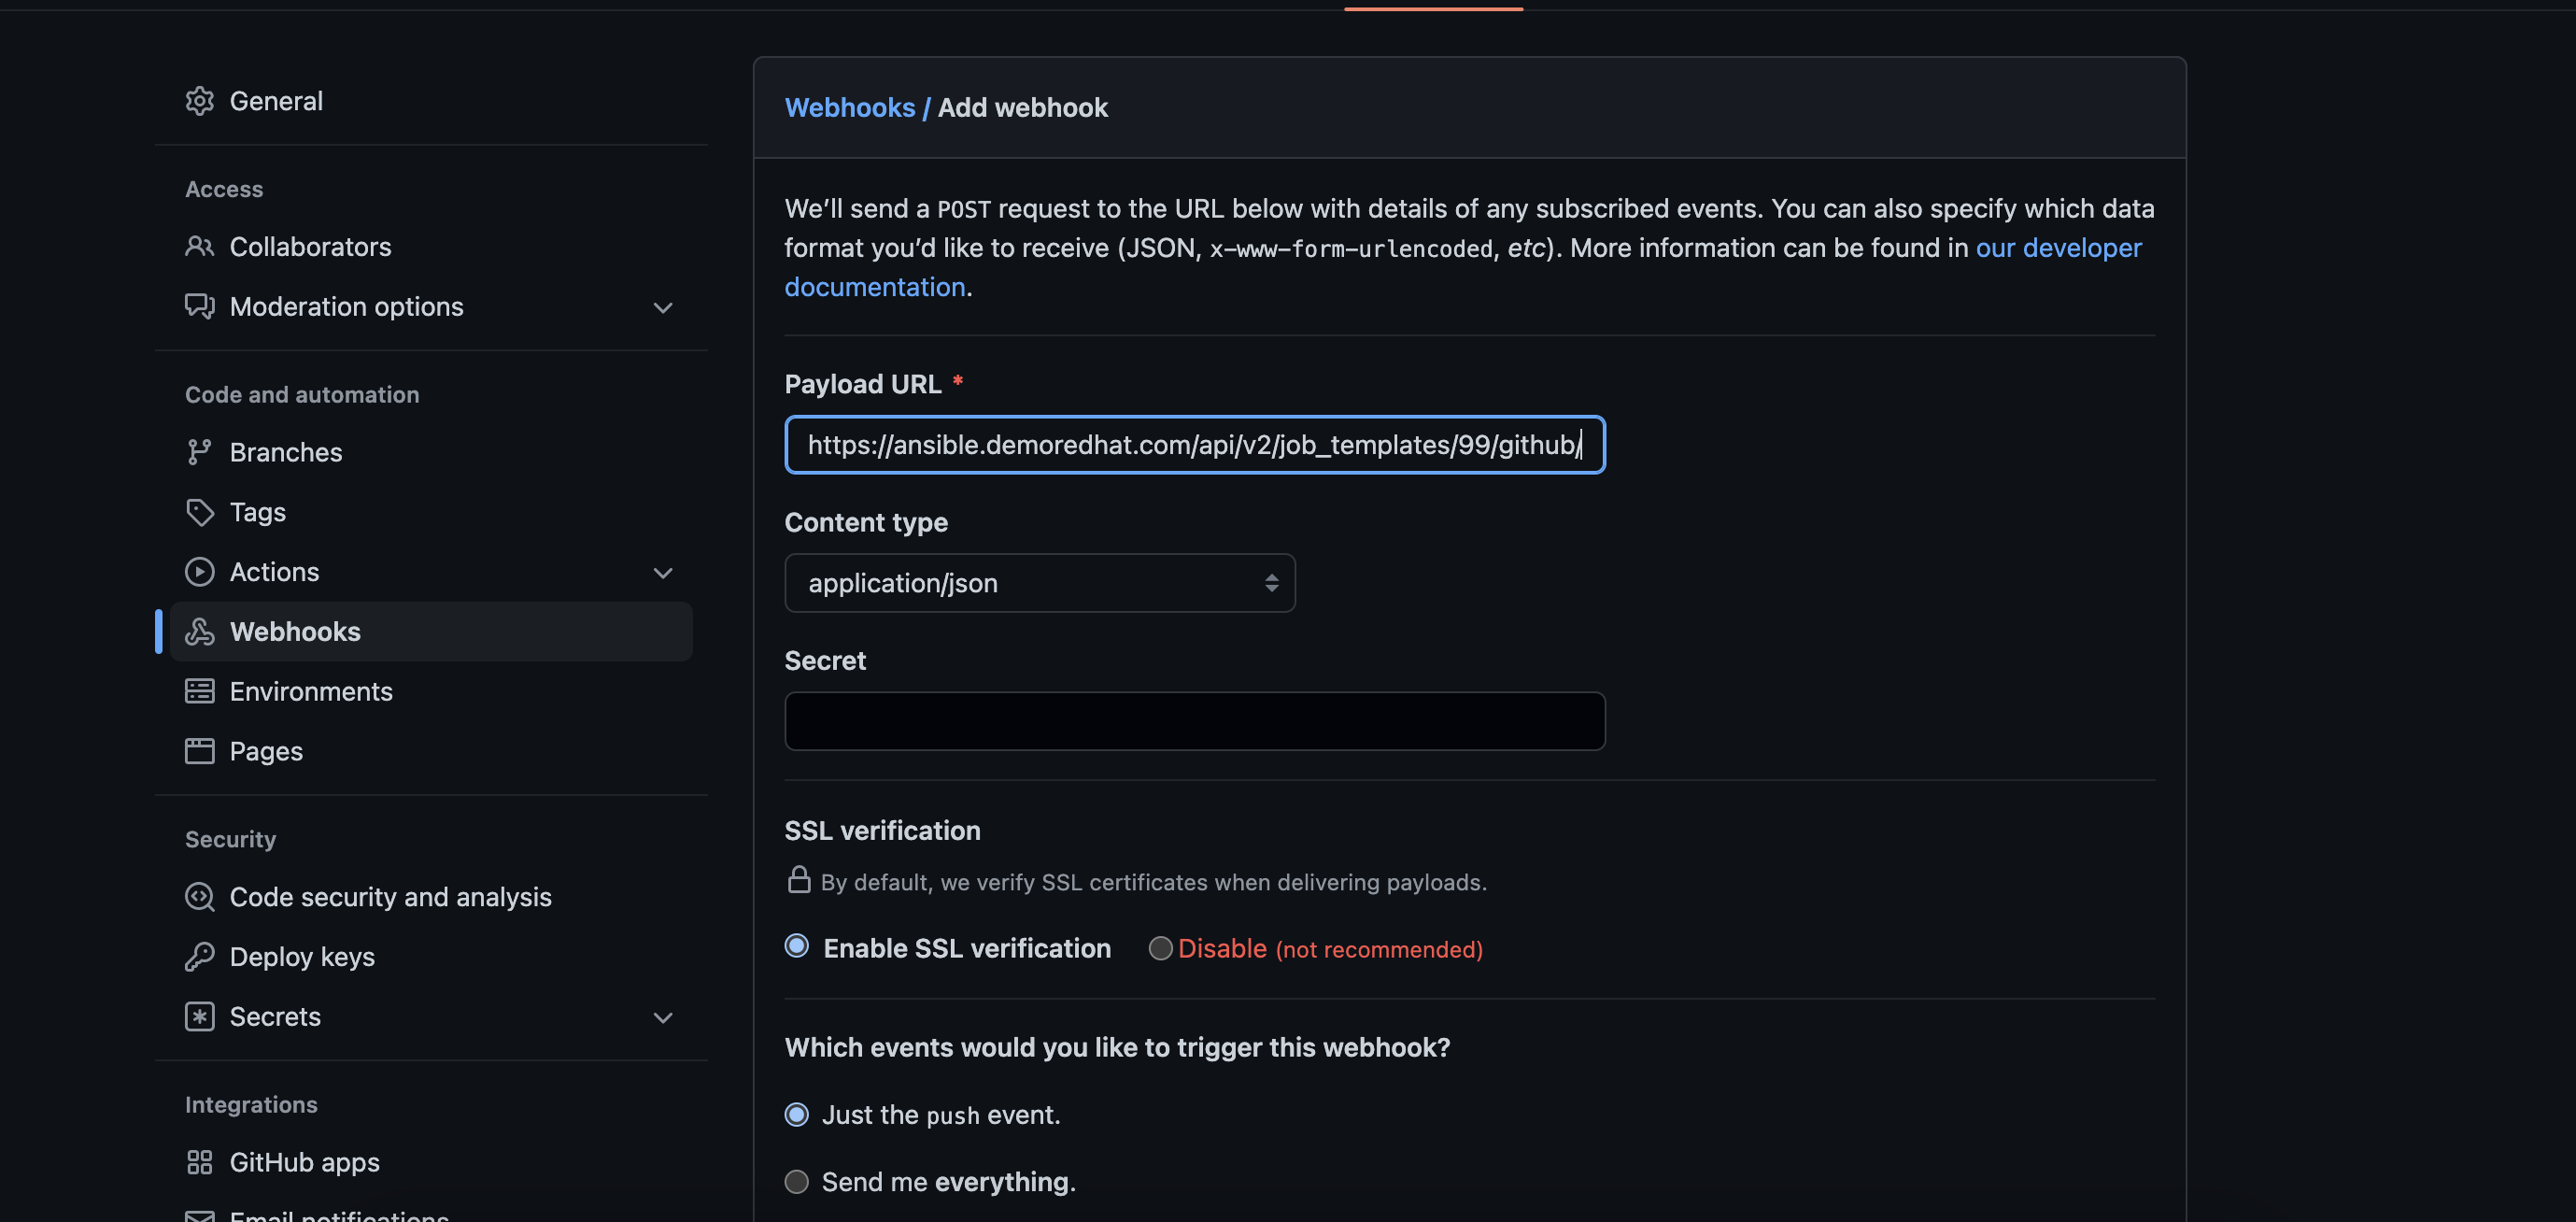 General
Access
Collaborators
Moderation options
Code and automation
Branches
Tags
Actions
Webhooks
Environments
Pages
Security
Code security and analysis
Deploy keys
Secrets
Integrations
GitHub apps
Email notifications
Webhooks / Add webhook
We’ll send a POST request to the URL below with details of any subscribed events. You can also specify which data
format you’d like to receive (JSON, x-www-form-urlencoded, etc). More information can be found in our developer
documentation.
Payload URL *
https://ansible.demoredhat.com/api/v2/job_templates/99/github/
Content type
application/json
Secret
SSL verification
By default, we verify SSL certificates when delivering payloads.
Enable SSL verification Disable (not recommended)
Which events would you like to trigger this webhook?
Just the push event.
Send me everything.